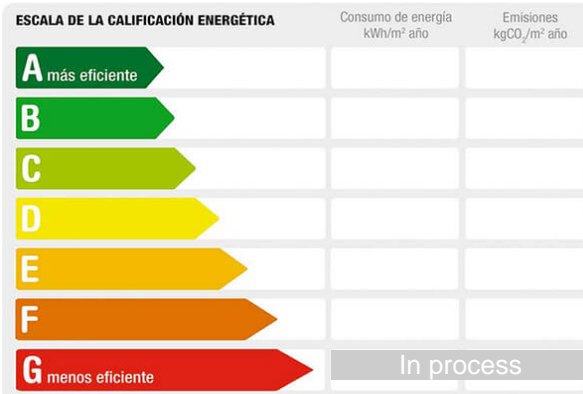 ESCALA DE LA CALIFICACIÓN ENERGÉTICA
Consumo de energía
kWh/m² año
Emisiones
kgCO₂/m² año
A más eficiente
B
C
D
E
F
G menos eficiente
In process